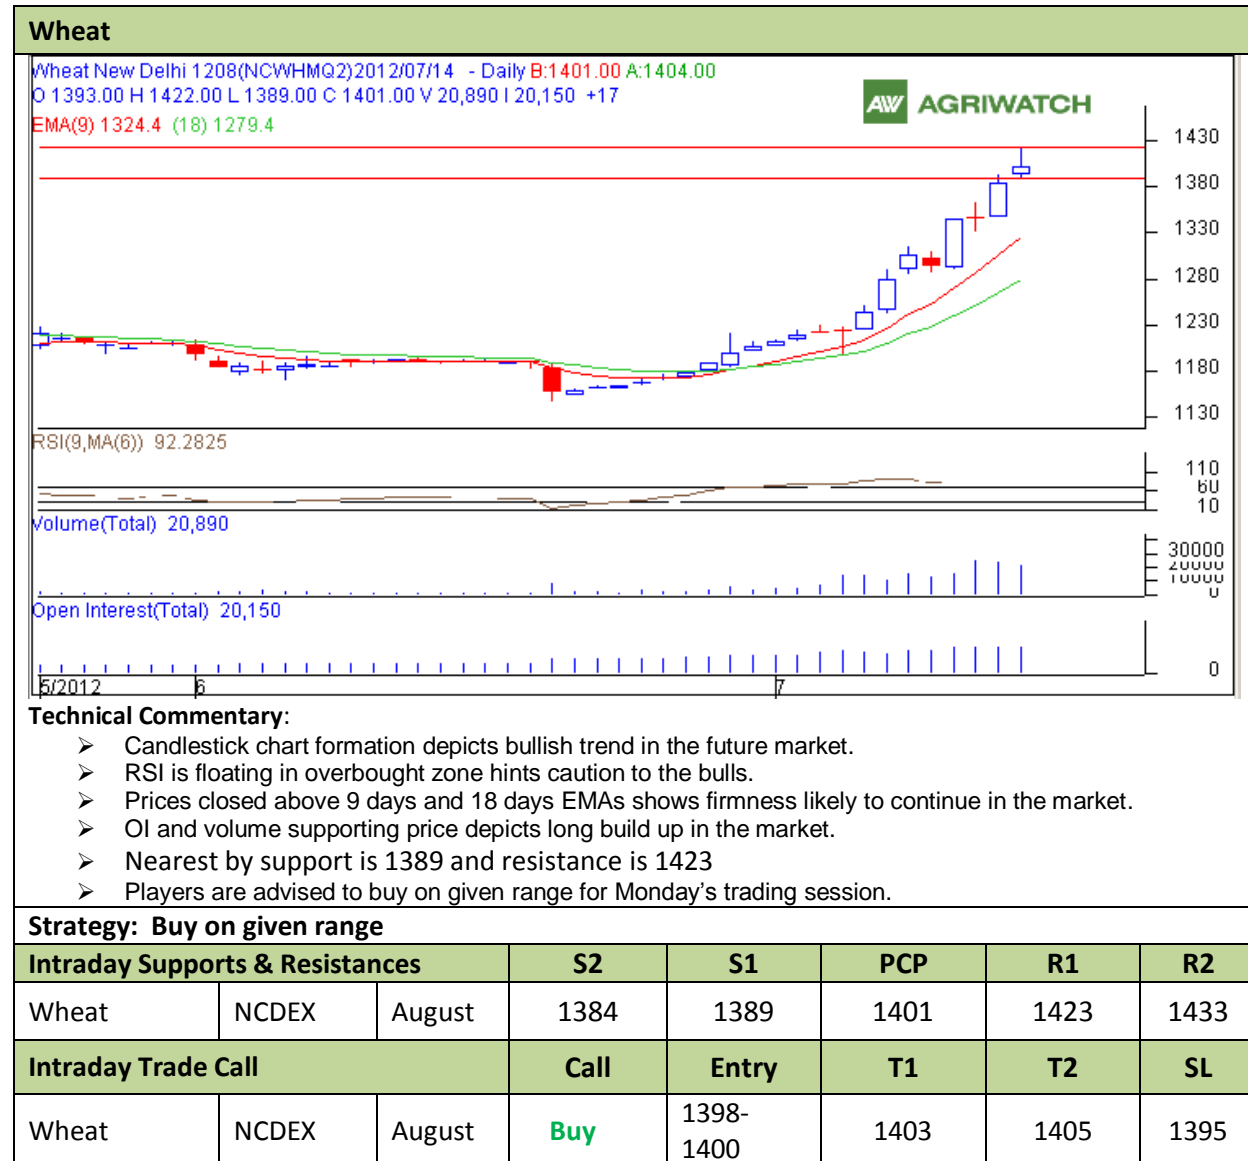 Wheat
Wheat New Delhi 1208(NCWHMQ2)2012/07/14 - Daily B:1401.00 A:1404.00
O 1393.00 H 1422.00 L 1389.00 C 1401.00 V 20,890 I 20,150 +17
EMA(9) 1324.4 (18) 1279.4
AW AGRIWATCH
1430
1380
1330
1280
1230
1180
1130
RSI(9,MA(6)) 92.2825
110
60
10
Volume(Total) 20,890
30000
20000
10000
0
Open Interest(Total) 20,150
0
5/2012 6 7
Technical Commentary:
➢ Candlestick chart formation depicts bullish trend in the future market.
➢ RSI is floating in overbought zone hints caution to the bulls.
➢ Prices closed above 9 days and 18 days EMAs shows firmness likely to continue in the market.
➢ OI and volume supporting price depicts long build up in the market.
➢ Nearest by support is 1389 and resistance is 1423
➢ Players are advised to buy on given range for Monday’s trading session.
Strategy: Buy on given range
Intraday Supports & Resistances S2 S1 PCP R1 R2
Wheat NCDEX August 1384 1389 1401 1423 1433
Intraday Trade Call Call Entry T1 T2 SL
Wheat NCDEX August Buy 1398-
1400 1403 1405 1395